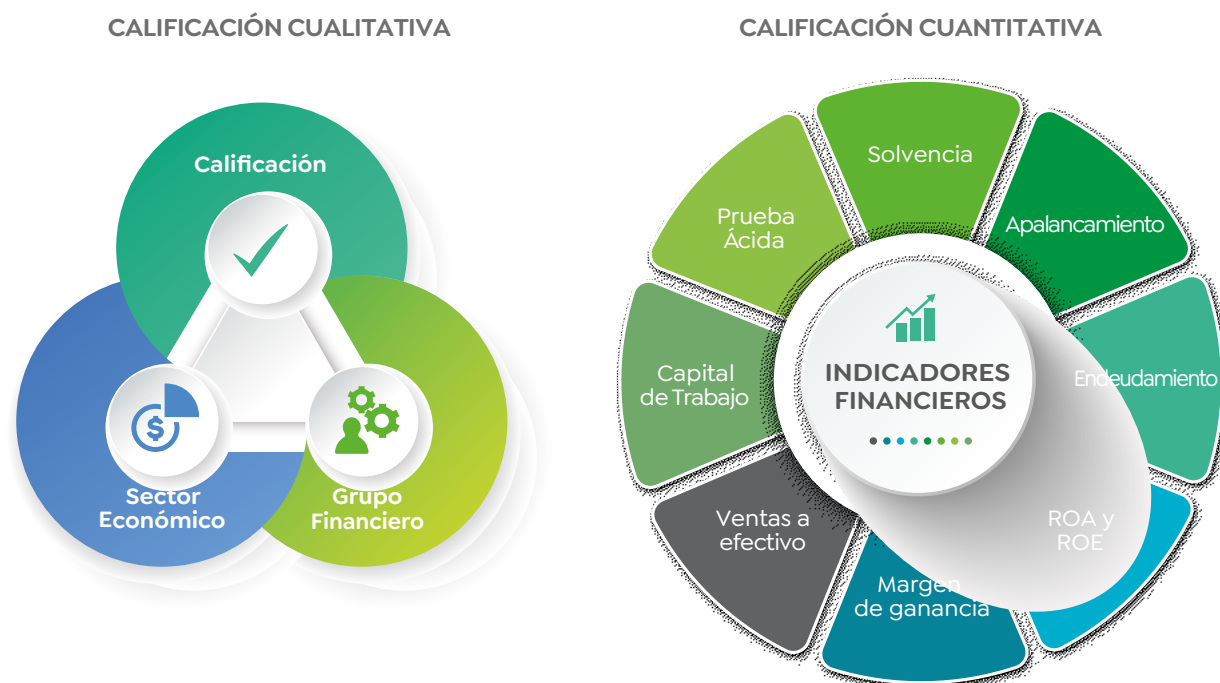 CALIFICACIÓN CUALITATIVA
Calificación
Sector
Económico
Grupo
Financiero
CALIFICACIÓN CUANTITATIVA
Solvencia
Apalancamiento
Endeudamiento
ROA y
ROE
Margen
de ganancia
Ventas a
efectivo
Capital
de Trabajo
Prueba
Ácida
INDICADORES
FINANCIEROS
$